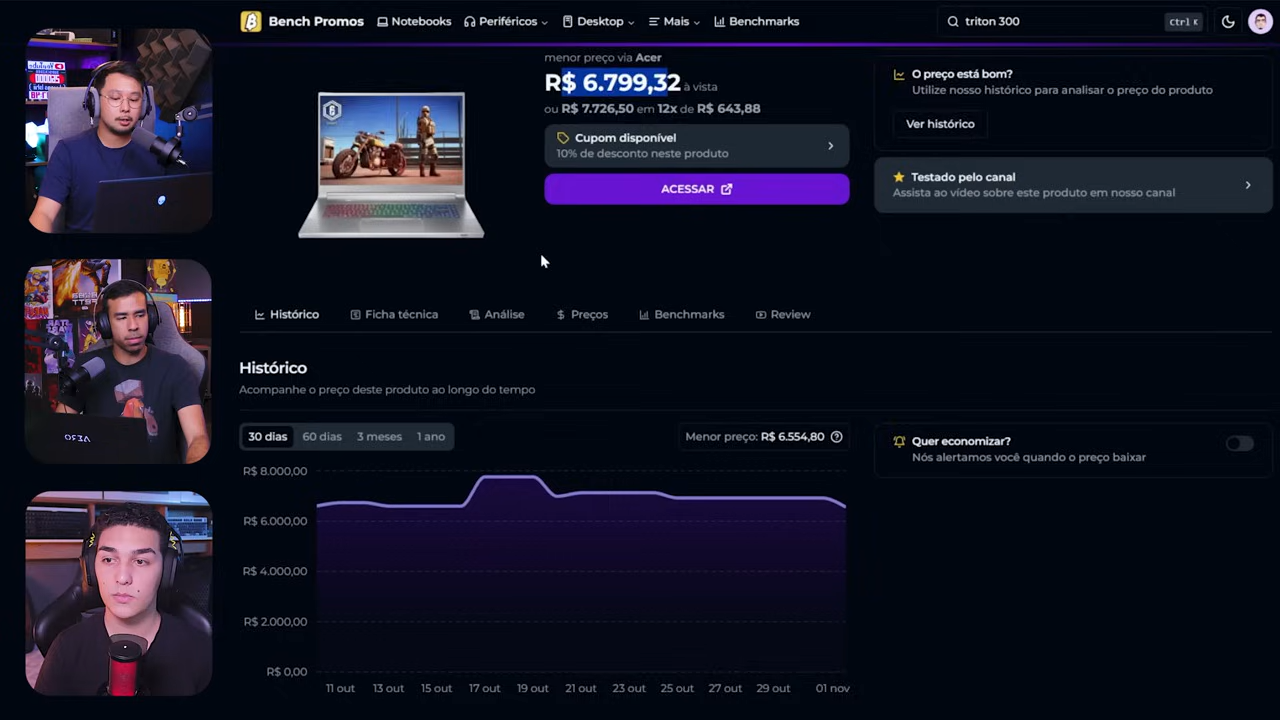 Bench Promos
Notebooks
Periféricos
Desktop
Mais
Benchmarks
triton 300
Ctrl K
menor preço via Acer
R$ 6.799,32 à vista
ou R$ 7.726,50 em 12x de R$ 643,88
Cupom disponível
10% de desconto neste produto
ACESSAR
O preço está bom?
Utilize nosso histórico para analisar o preço do produto
Ver histórico
Testado pelo canal
Assista ao vídeo sobre este produto em nosso canal
Histórico
Ficha técnica
Análise
Preços
Benchmarks
Review
Histórico
Acompanhe o preço deste produto ao longo do tempo
30 dias
60 dias
3 meses
1 ano
Menor preço: R$ 6.554,80
Quer economizar?
Nós alertamos você quando o preço baixar
R$ 8.000,00
R$ 6.000,00
R$ 4.000,00
R$ 2.000,00
R$ 0,00
11 out
13 out
15 out
17 out
19 out
21 out
23 out
25 out
27 out
29 out
01 nov
AERO